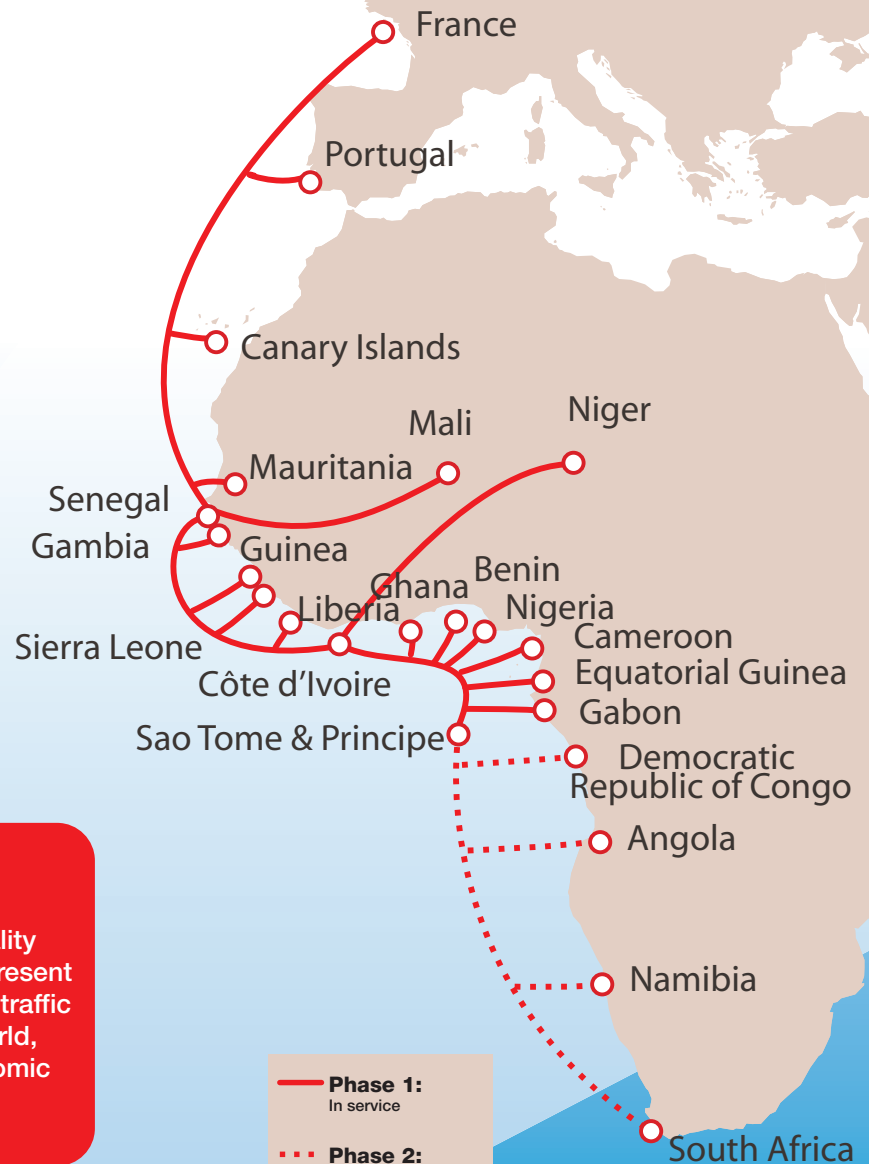 France
Portugal
Canary Islands
Niger
Mali
Mauritania
Senegal
Gambia
Guinea
Benin
Ghana
Nigeria
Liberia
Sierra Leone
Cameroon
Equatorial Guinea
Côte d'Ivoire
Gabon
Sao Tome & Principe
Democratic
Republic of Congo
Angola
Namibia
South Africa
traffic
Phase 1:
In service
Phase 2: